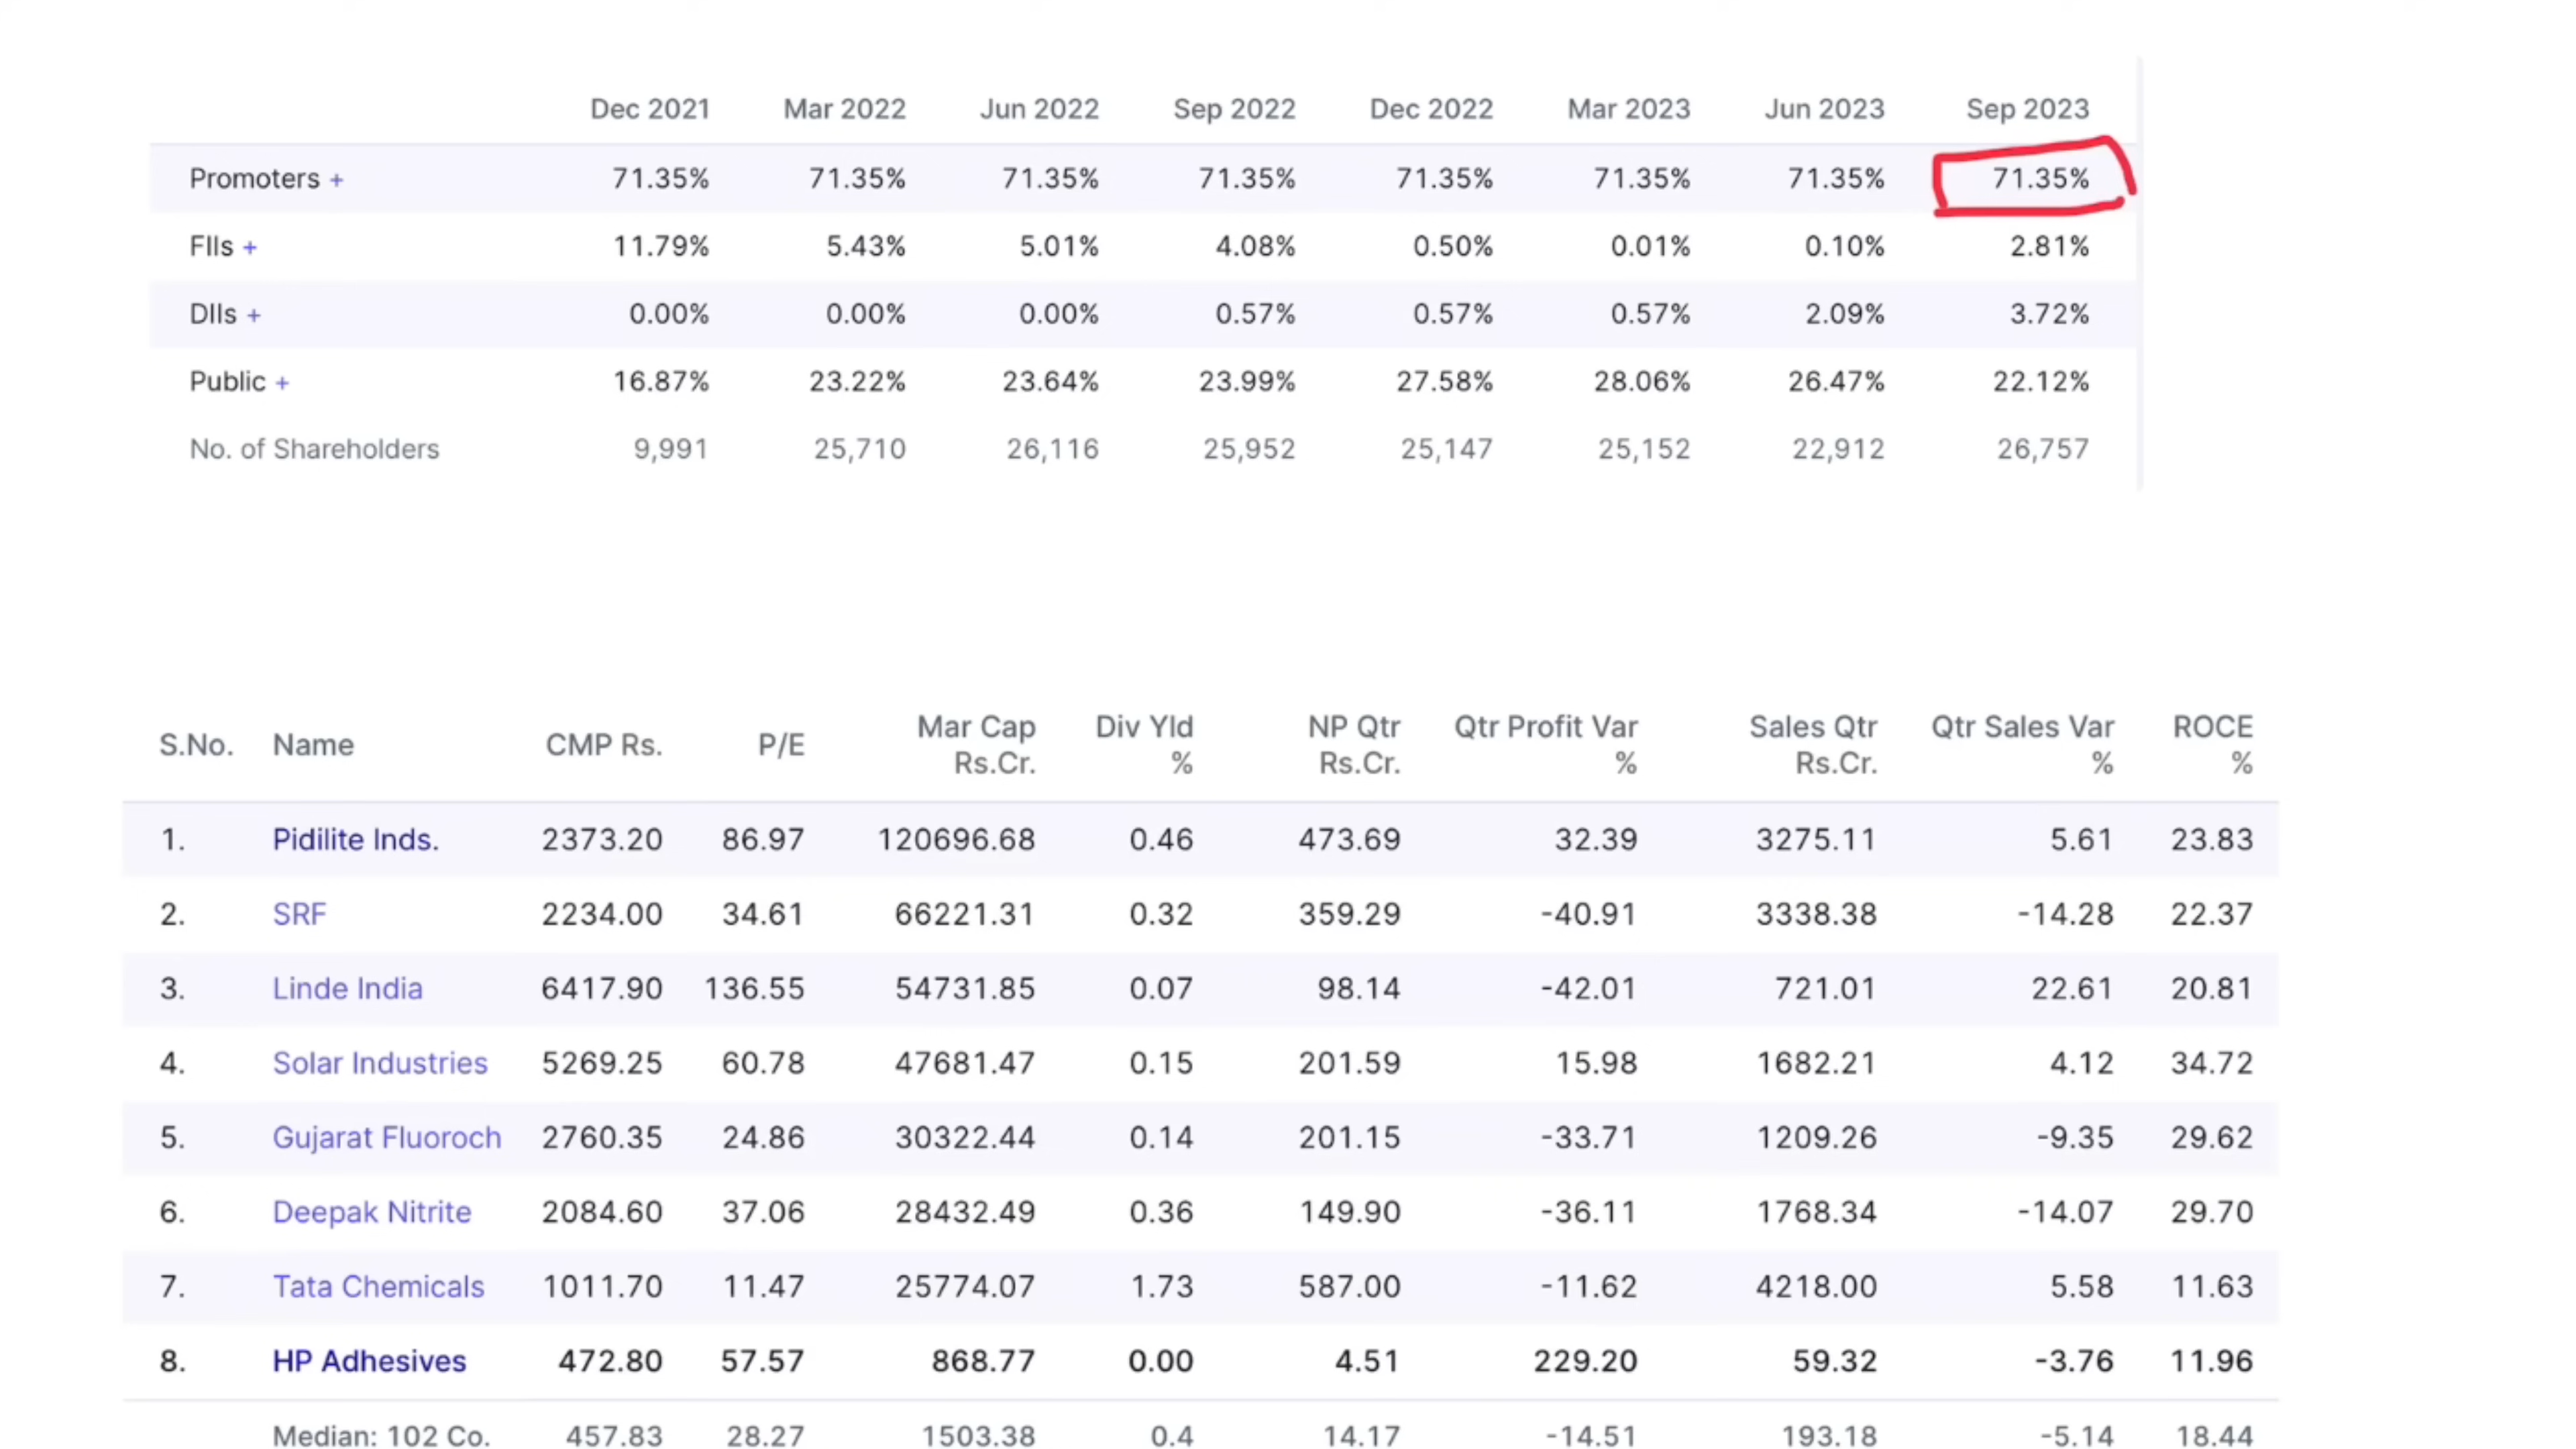 Dec 2021 Mar 2022 Jun 2022 Sep 2022 Dec 2022 Mar 2023 Jun 2023 Sep 2023
Promoters + 71.35% 71.35% 71.35% 71.35% 71.35% 71.35% 71.35% 71.35%
FIIs + 11.79% 5.43% 5.01% 4.08% 0.50% 0.01% 0.10% 2.81%
DIIs + 0.00% 0.00% 0.00% 0.57% 0.57% 0.57% 2.09% 3.72%
Public + 16.87% 23.22% 23.64% 23.99% 27.58% 28.06% 26.47% 22.12%
No. of Shareholders 9,991 25,710 26,116 25,952 25,147 25,152 22,912 26,757
S.No. Name CMP Rs. P/E Mar Cap Rs.Cr. Div Yld % NP Qtr Rs.Cr. Qtr Profit Var % Sales Qtr Rs.Cr. Qtr Sales Var % ROCE %
1. Pidilite Inds. 2373.20 86.97 120696.68 0.46 473.69 32.39 3275.11 5.61 23.83
2. SRF 2234.00 34.61 66221.31 0.32 359.29 -40.91 3338.38 -14.28 22.37
3. Linde India 6417.90 136.55 54731.85 0.07 98.14 -42.01 721.01 22.61 20.81
4. Solar Industries 5269.25 60.78 47681.47 0.15 201.59 15.98 1682.21 4.12 34.72
5. Gujarat Fluoroch 2760.35 24.86 30322.44 0.14 201.15 -33.71 1209.26 -9.35 29.62
6. Deepak Nitrite 2084.60 37.06 28432.49 0.36 149.90 -36.11 1768.34 -14.07 29.70
7. Tata Chemicals 1011.70 11.47 25774.07 1.73 587.00 -11.62 4218.00 5.58 11.63
8. HP Adhesives 472.80 57.57 868.77 0.00 4.51 229.20 59.32 -3.76 11.96
Median: 102 Co. 457.83 28.27 1503.38 0.4 14.17 -14.51 193.18 -5.14 18.44